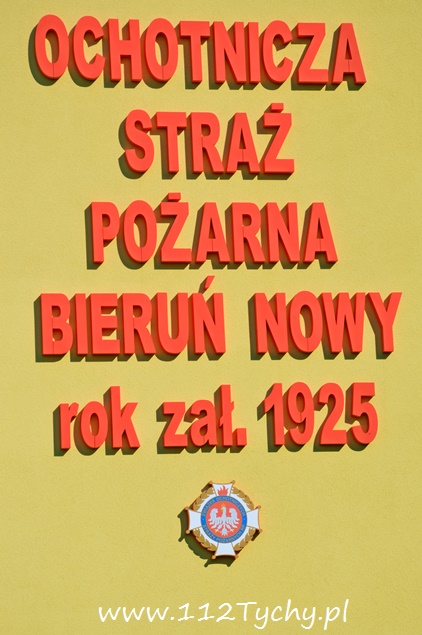 OCHOTNICZA
STRAŻ
POŻARNA
BIERUŃ NOWY
rok zał. 1925
www.112Tychy.pl